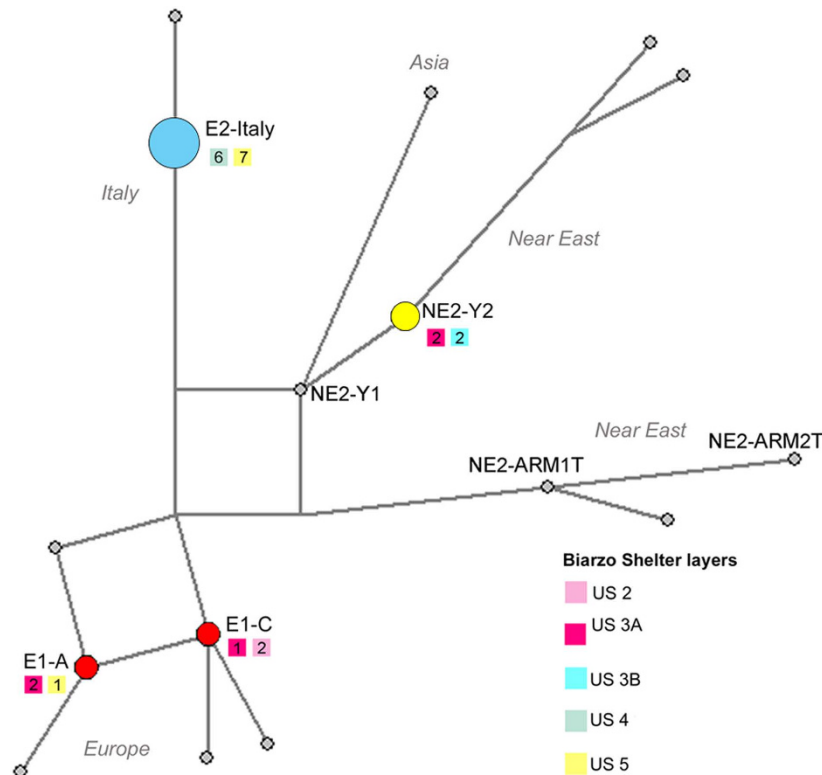 Asia
E2-Italy
6 7
Italy
Near East
NE2-Y2
2 2
NE2-Y1
Near East
NE2-ARM2T
NE2-ARM1T
Biarzo Shelter layers
US 2
US 3A
US 3B
US 4
US 5
E1-C
1 2
E1-A
2 1
Europe